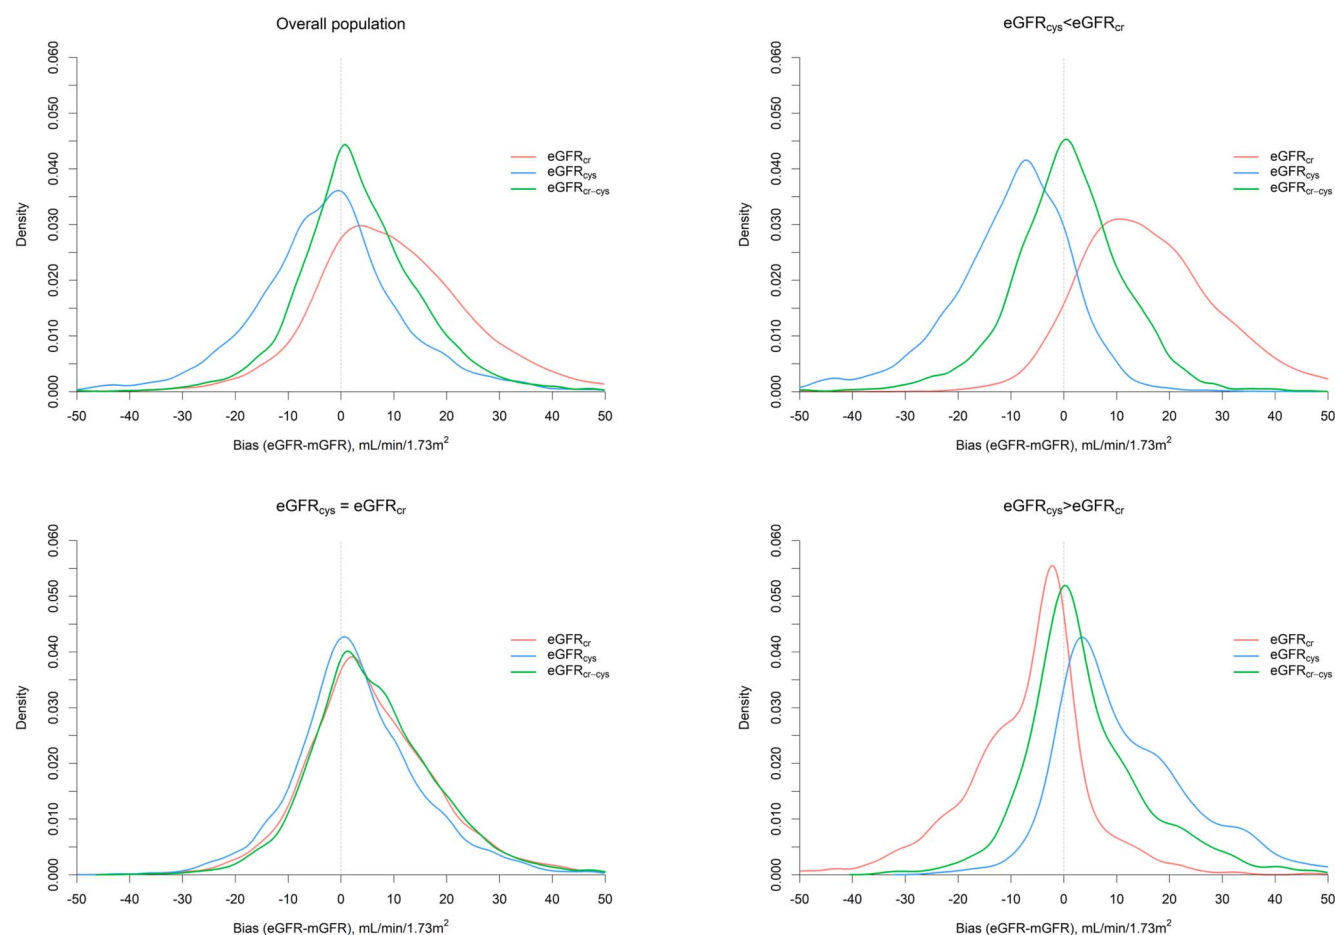 Overall population
Density
0.000 0.010 0.020 0.030 0.040 0.050 0.060
eGFRcr
eGFRcys
eGFRcr−cys
-50 -40 -30 -20 -10 0 10 20 30 40 50
Bias (eGFR-mGFR), mL/min/1.73m²
eGFRcys<eGFRcr
Density
0.000 0.010 0.020 0.030 0.040 0.050 0.060
eGFRcr
eGFRcys
eGFRcr−cys
-50 -40 -30 -20 -10 0 10 20 30 40 50
Bias (eGFR-mGFR), mL/min/1.73m²
eGFRcys = eGFRcr
Density
0.000 0.010 0.020 0.030 0.040 0.050 0.060
eGFRcr
eGFRcys
eGFRcr−cys
-50 -40 -30 -20 -10 0 10 20 30 40 50
Bias (eGFR-mGFR), mL/min/1.73m²
eGFRcys>eGFRcr
Density
0.000 0.010 0.020 0.030 0.040 0.050 0.060
eGFRcr
eGFRcys
eGFRcr−cys
-50 -40 -30 -20 -10 0 10 20 30 40 50
Bias (eGFR-mGFR), mL/min/1.73m²